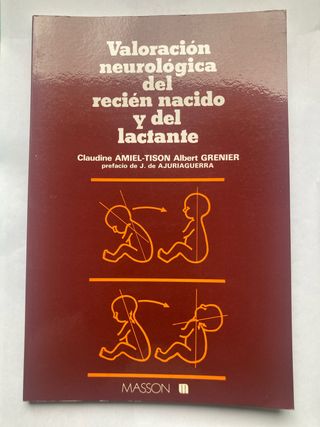 Valoración
neurológica
del
recién nacido
y del
lactante
Claudine AMIEL-TISON Albert GRENIER
prefacio de J. de AJURIAGUERRA
MASSON m